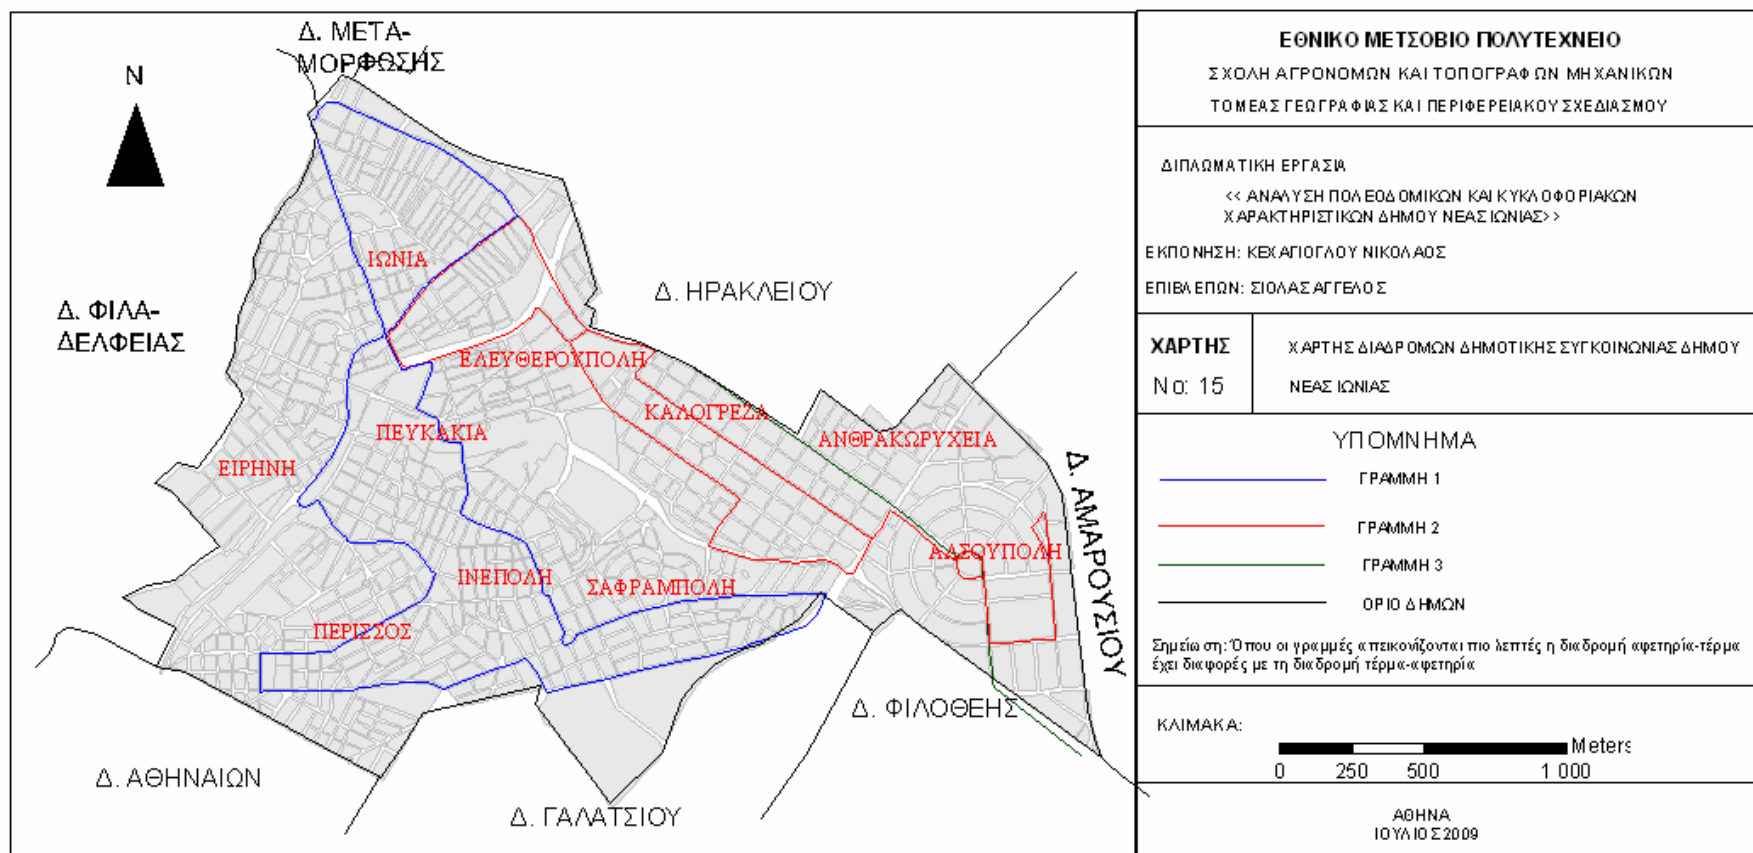 Δ. ΜΕΤΑ-
ΜΟΡΦΩΣΗΣ
N
ΙΩΝΙΑ
Δ. ΗΡΑΚΛΕΙΟΥ
Δ. ΦΙΛΑ-
ΔΕΛΦΕΙΑΣ
ΕΛΕΥΘΕΡΟΥΠΟΛΗ
ΚΑΛΟΓΡΕΖΑ
ΠΕΥΚΑΚΙΑ
ΑΝΘΡΑΚΩΡΥΧΕΙΑ
ΕΙΡΗΝΗ
Δ. ΑΜΑΡΟΥΣΙΟΥ
ΑΛΣΟΥΠΟΛΗ
ΙΝΕΠΟΛΗ
ΣΑΦΡΑΜΠΟΛΗ
ΠΕΡΙΣΣΟΣ
Δ. ΦΙΛΟΘΕΗΣ
Δ. ΑΘΗΝΑΙΩΝ
Δ. ΓΑΛΑΤΣΙΟΥ
ΕΘΝΙΚΟ ΜΕΤΣΟΒΙΟ ΠΟΛΥΤΕΧΝΕΙΟ
ΣΧΟΛΗ ΑΓΡΟΝΟΜΩΝ ΚΑΙ ΤΟΠΟΓΡΑΦΩΝ ΜΗΧΑΝΙΚΩΝ
ΤΟΜΕΑΣ ΓΕΩΓΡΑΦΙΑΣ ΚΑΙ ΠΕΡΙΦΕΡΕΙΑΚΟΥ ΣΧΕΔΙΑΣΜΟΥ
ΔΙΠΛΩΜΑΤΙΚΗ ΕΡΓΑΣΙΑ
<< ΑΝΑΛΥΣΗ ΠΟΛΕΟΔΟΜΙΚΩΝ ΚΑΙ ΚΥΚΛΟΦΟΡΙΑΚΩΝ
ΧΑΡΑΚΤΗΡΙΣΤΙΚΩΝ ΔΗΜΟΥ ΝΕΑΣ ΙΩΝΙΑΣ>>
ΕΚΠΟΝΗΣΗ: ΚΕΧΑΓΙΟΓΛΟΥ ΝΙΚΟΛΑΟΣ
ΕΠΙΒΛΕΠΩΝ: ΣΙΟΛΑΣ ΑΓΓΕΛΟΣ
ΧΑΡΤΗΣ
No: 15
ΧΑΡΤΗΣ ΔΙΑΔΡΟΜΩΝ ΔΗΜΟΤΙΚΗΣ ΣΥΓΚΟΙΝΩΝΙΑΣ ΔΗΜΟΥ
ΝΕΑΣ ΙΩΝΙΑΣ
ΥΠΟΜΝΗΜΑ
ΓΡΑΜΜΗ 1
ΓΡΑΜΜΗ 2
ΓΡΑΜΜΗ 3
ΟΡΙΟ ΔΗΜΩΝ
Σημείωση: Όπου οι γραμμές απεικονίζονται πιο λεπτές η διαδρομή αφετηρία-τέρμα
έχει διαφορές με τη διαδρομή τέρμα-αφετηρία
ΚΛΙΜΑΚΑ:
Meters
0 250 500 1 000
ΑΘΗΝΑ
ΙΟΥΛΙΟΣ 2009